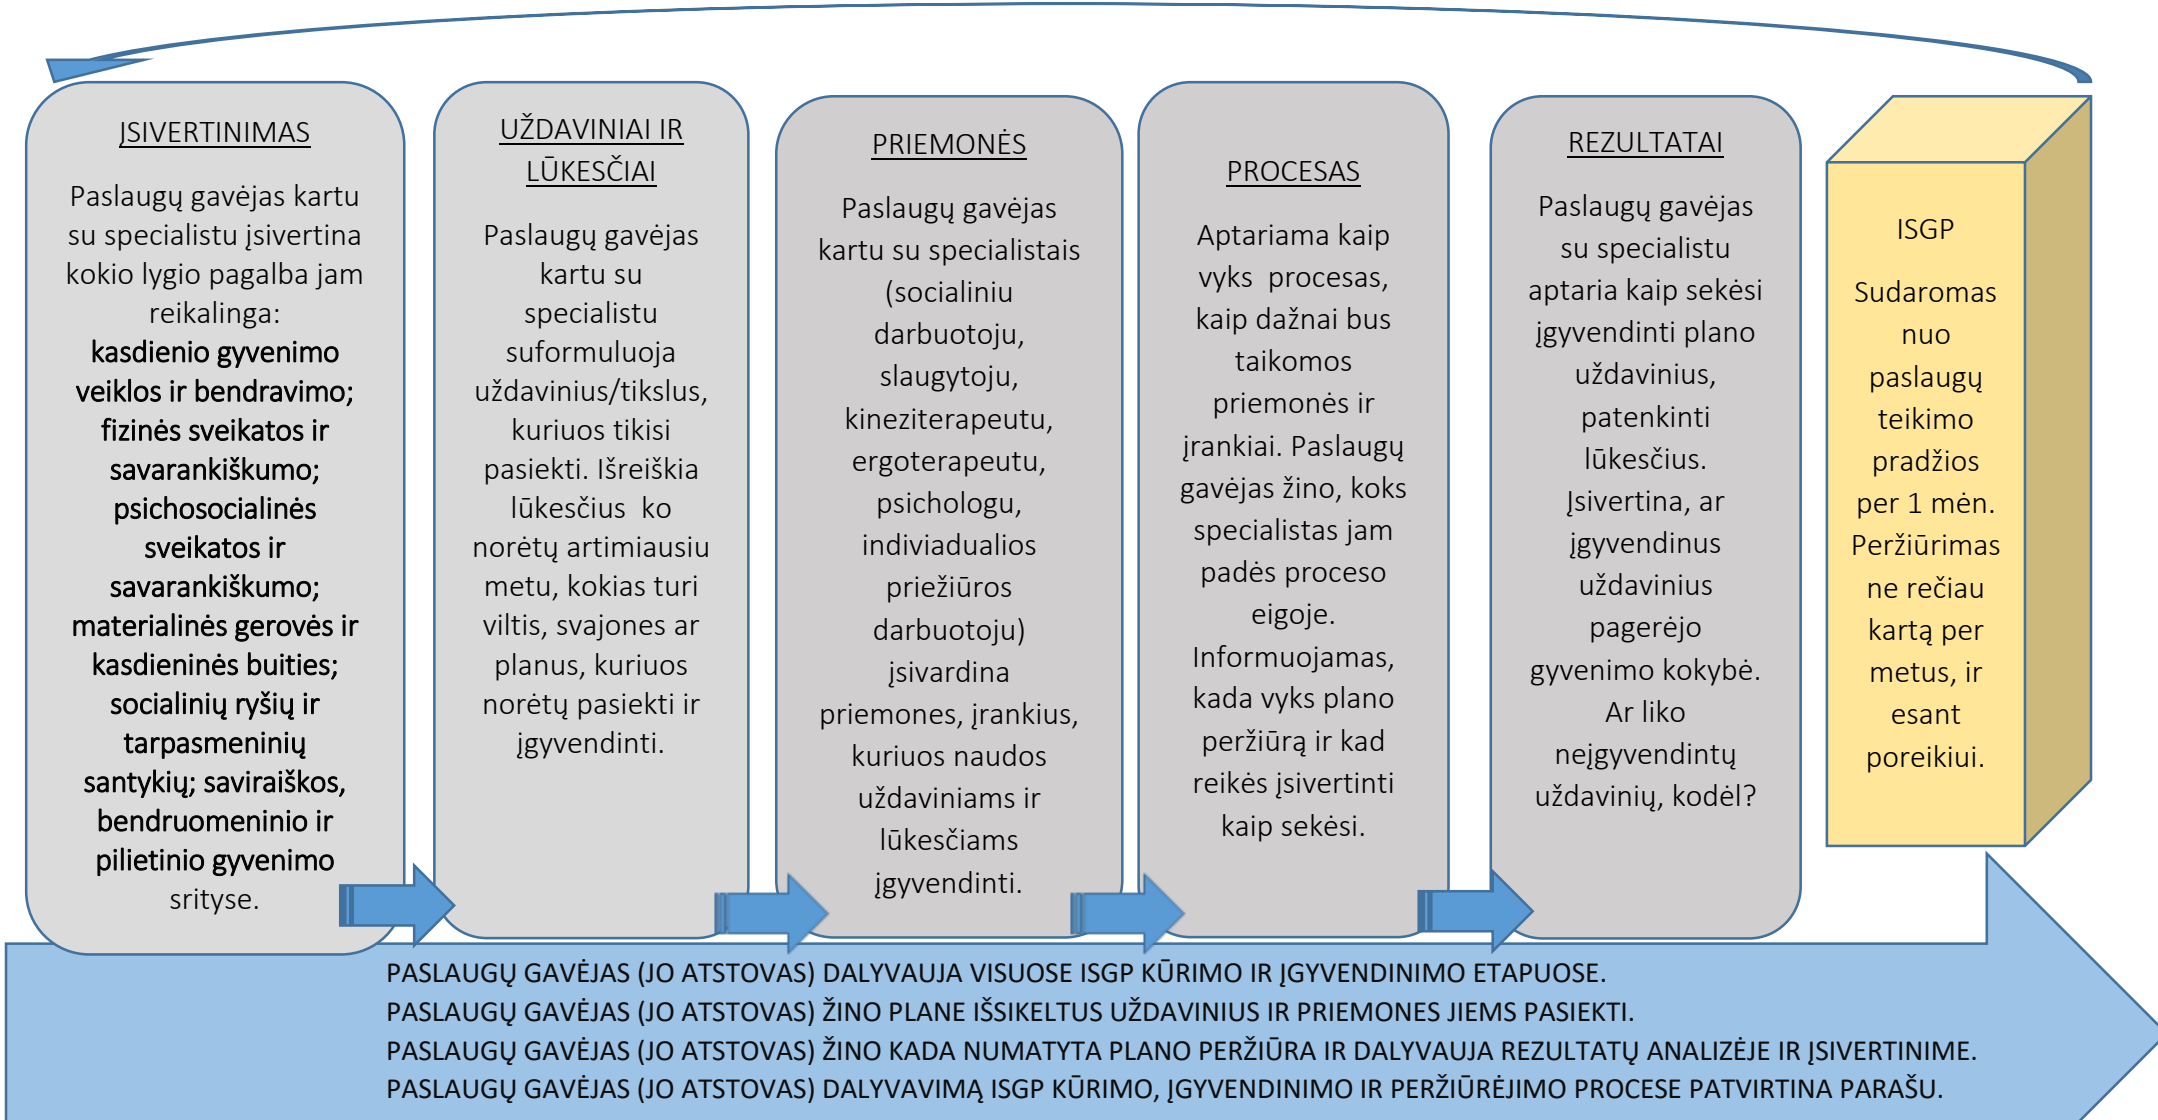 ĮSIVERTINIMAS
Paslaugų gavėjas kartu
su specialistu įsivertina
kokio lygio pagalba jam
reikalinga:
kasdienio gyvenimo
veiklos ir bendravimo;
fizinės sveikatos ir
savarankiškumo;
psichosocialinės
sveikatos ir
savarankiškumo;
materialinės gerovės ir
kasdieninės buities;
socialinių ryšių ir
tarpasmeninių
santykių; saviraiškos,
bendruomeninio ir
pilietinio gyvenimo
srityse.
UŽDAVINIAI IR
LŪKESČIAI
Paslaugų gavėjas
kartu su
specialistu
suformuluoja
uždavinius/tikslus,
kuriuos tikisi
pasiekti. Išreiškia
lūkesčius ko
norėtų artimiausiu
metu, kokias turi
viltis, svajones ar
planus, kuriuos
norėtų pasiekti ir
įgyvendinti.
PRIEMONĖS
Paslaugų gavėjas
kartu su specialistais
(socialiniu
darbuotoju,
slaugytoju,
kineziterapeutu,
ergoterapeutu,
psichologu,
indiviadualios
priežiūros
darbuotoju)
įsivardina
priemones, įrankius,
kuriuos naudos
uždaviniams ir
lūkesčiams
įgyvendinti.
PROCESAS
Aptariama kaip
vyks procesas,
kaip dažnai bus
taikomos
priemonės ir
įrankiai. Paslaugų
gavėjas žino, koks
specialistas jam
padės proceso
eigoje.
Informuojamas,
kada vyks plano
peržiūrą ir kad
reikės įsivertinti
kaip sekėsi.
REZULTATAI
Paslaugų gavėjas
su specialistu
aptaria kaip sekėsi
įgyvendinti plano
uždavinius,
patenkinti
lūkesčius.
Įsivertina, ar
įgyvendinus
uždavinius
pagerėjo
gyvenimo kokybė.
Ar liko
neįgyvendintų
uždavinių, kodėl?
ISGP
Sudaromas
nuo
paslaugų
teikimo
pradžios
per 1 mėn.
Peržiūrimas
ne rečiau
kartą per
metus, ir
esant
poreikiui.
PASLAUGŲ GAVĖJAS (JO ATSTOVAS) DALYVAUJA VISUOSE ISGP KŪRIMO IR ĮGYVENDINIMO ETAPUOSE.
PASLAUGŲ GAVĖJAS (JO ATSTOVAS) ŽINO PLANE IŠSIKELTUS UŽDAVINIUS IR PRIEMONES JIEMS PASIEKTI.
PASLAUGŲ GAVĖJAS (JO ATSTOVAS) ŽINO KADA NUMATYTA PLANO PERŽIŪRA IR DALYVAUJA REZULTATŲ ANALIZĖJE IR ĮSIVERTINIME.
PASLAUGŲ GAVĖJAS (JO ATSTOVAS) DALYVAVIMĄ ISGP KŪRIMO, ĮGYVENDINIMO IR PERŽIŪRĖJIMO PROCESE PATVIRTINA PARAŠU.